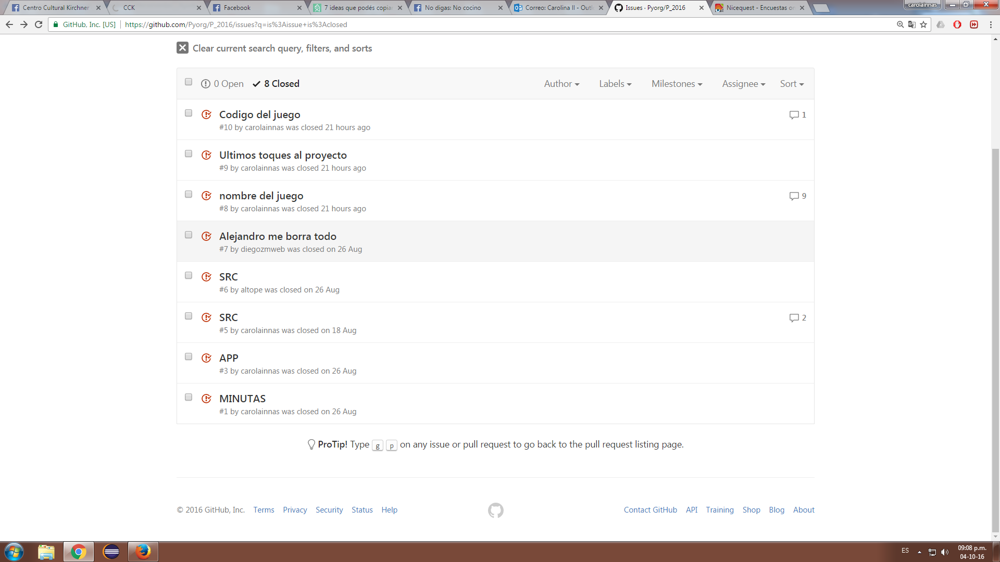 Centro Cultural Kirchner
CCK
Facebook
7 ideas que podés copiar
No digas: No cocino
Correo: Carolina II - Outl
Issues · Pyorg/P_2016
Nicequest - Encuestas on
carolainnas
GitHub, Inc. [US]
https://github.com/Pyorg/P_2016/issues?q=is%3Aissue+is%3Aclosed
Clear current search query, filters, and sorts
0 Open 8 Closed Author Labels Milestones Assignee Sort
Codigo del juego 1
#10 by carolainnas was closed 21 hours ago
Ultimos toques al proyecto
#9 by carolainnas was closed 21 hours ago
nombre del juego 9
#8 by carolainnas was closed 21 hours ago
Alejandro me borra todo
#7 by diegozmweb was closed on 26 Aug
SRC
#6 by altope was closed on 26 Aug
SRC 2
#5 by carolainnas was closed on 18 Aug
APP
#3 by carolainnas was closed on 26 Aug
MINUTAS
#1 by carolainnas was closed on 26 Aug
ProTip! Type g p on any issue or pull request to go back to the pull request listing page.
© 2016 GitHub, Inc. Terms Privacy Security Status Help Contact GitHub API Training Shop Blog About
ES
09:08 p.m.
04-10-16